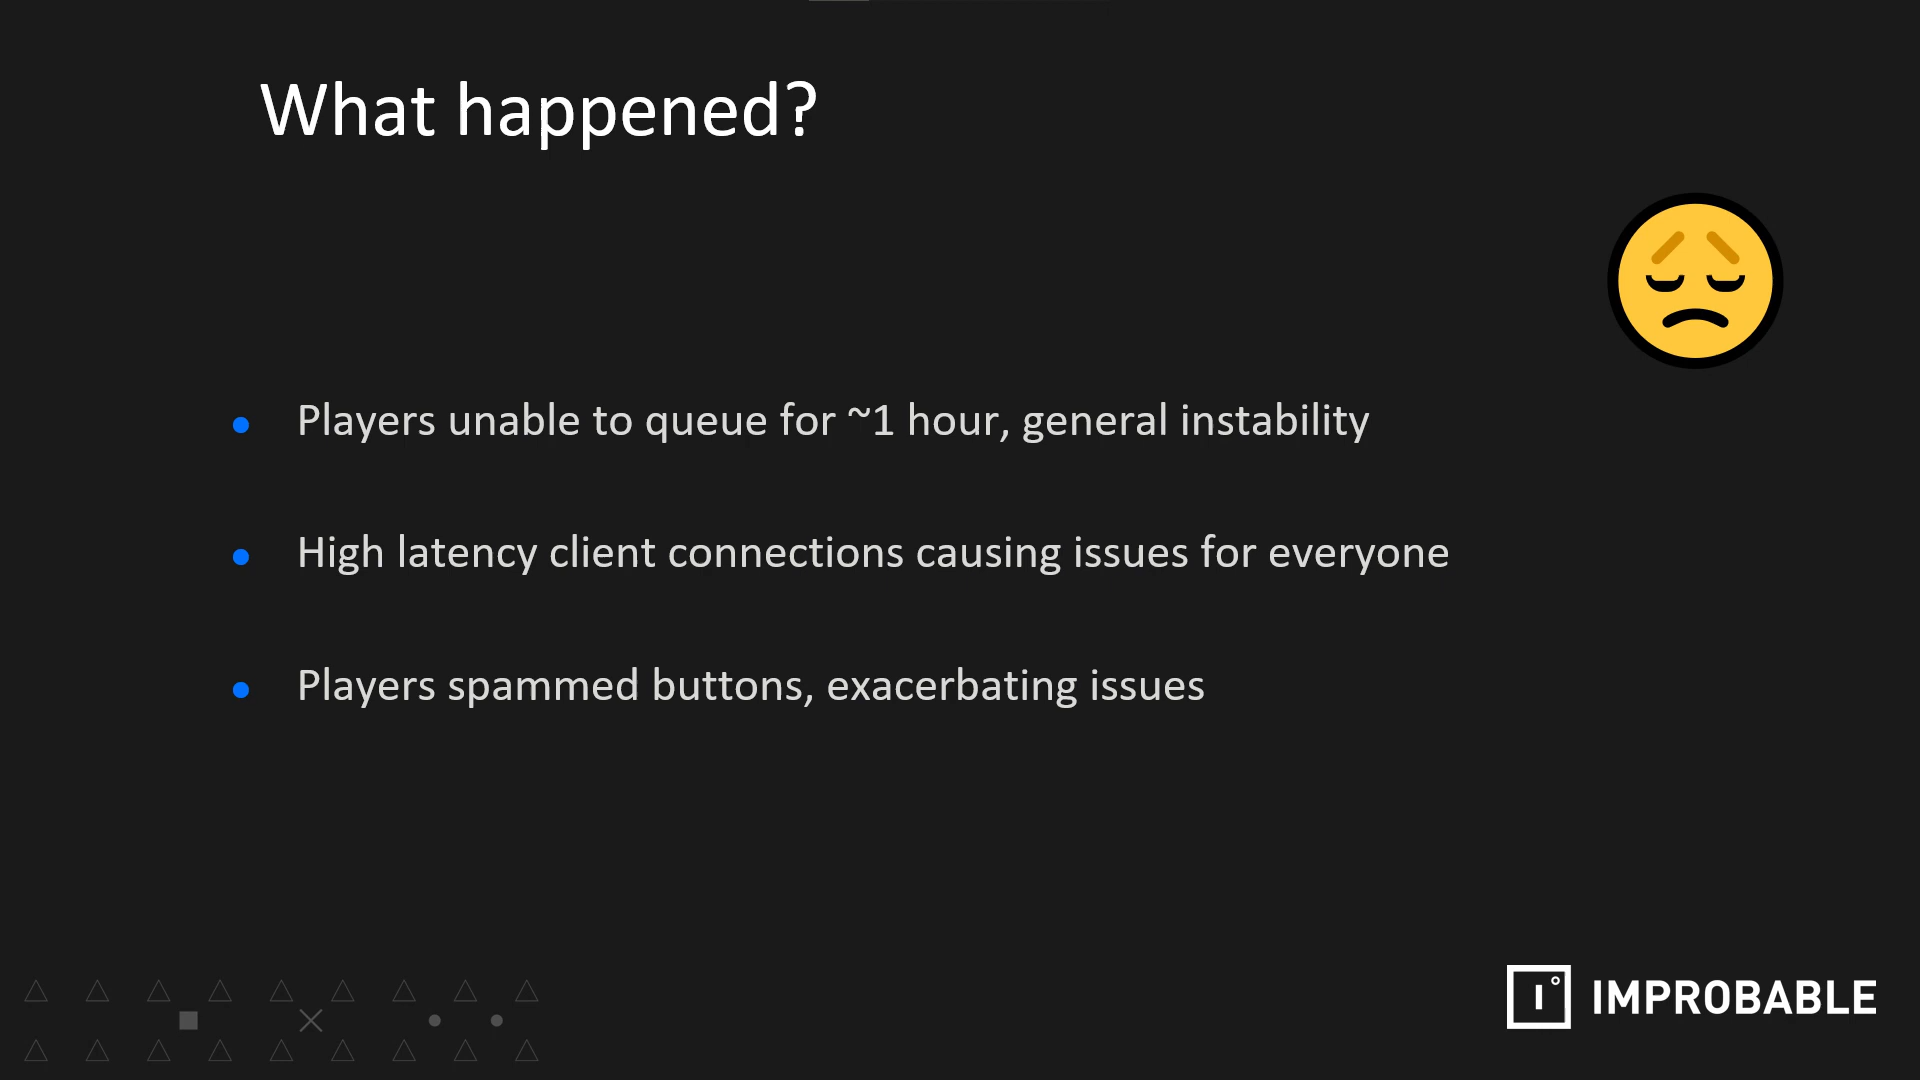 What happened?
Players unable to queue for ~1 hour, general instability
High latency client connections causing issues for everyone
Players spammed buttons, exacerbating issues
IMPROBABLE